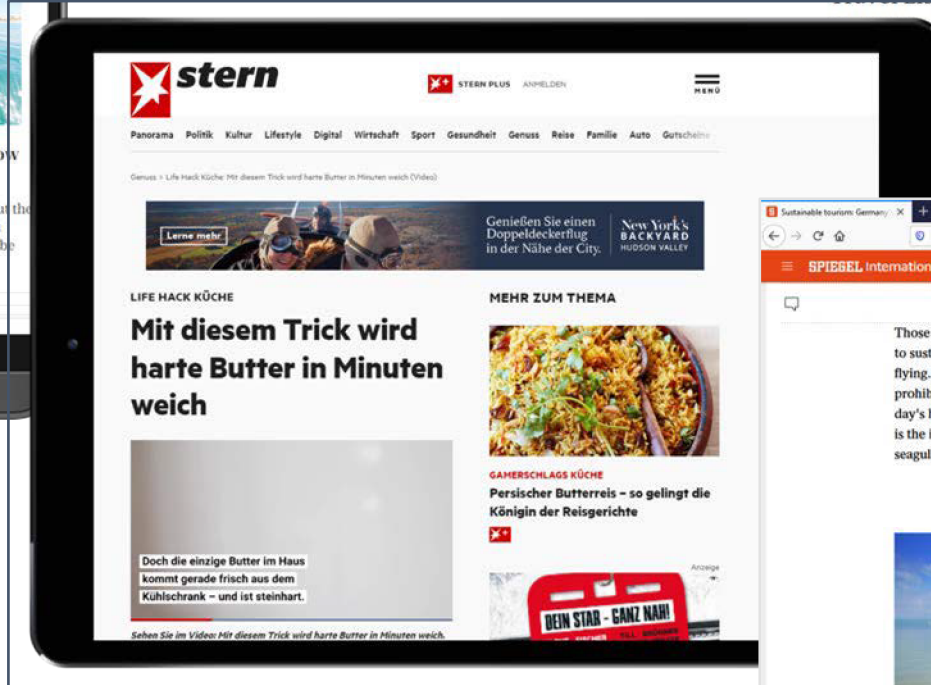 stern
STERN PLUS ANMELDEN
MENÜ
Panorama Politik Kultur Lifestyle Digital Wirtschaft Sport Gesundheit Genuss Reise Familie Auto Gutscheine
Genuss > Life Hack Küche: Mit diesem Trick wird harte Butter in Minuten weich (Video)
Lerne mehr
Genießen Sie einen
Doppeldeckerflug
in der Nähe der City.
New York's
BACKYARD
HUDSON VALLEY
LIFE HACK KÜCHE
Mit diesem Trick wird
harte Butter in Minuten
weich
Doch die einzige Butter im Haus
kommt gerade frisch aus dem
Kühlschrank – und ist steinhart.
Sehen Sie im Video: Mit diesem Trick wird harte Butter in Minuten weich.
MEHR ZUM THEMA
GAMERSCHLAGS KÜCHE
Persischer Butterreis – so gelingt die
Königin der Reisgerichte
Anzeige
DEIN STAR - GANZ NAH!
Sustainable tourism: Germany
SPIEGEL Internation
Those
to sust
flying.
prohib
day's
is the
seagul